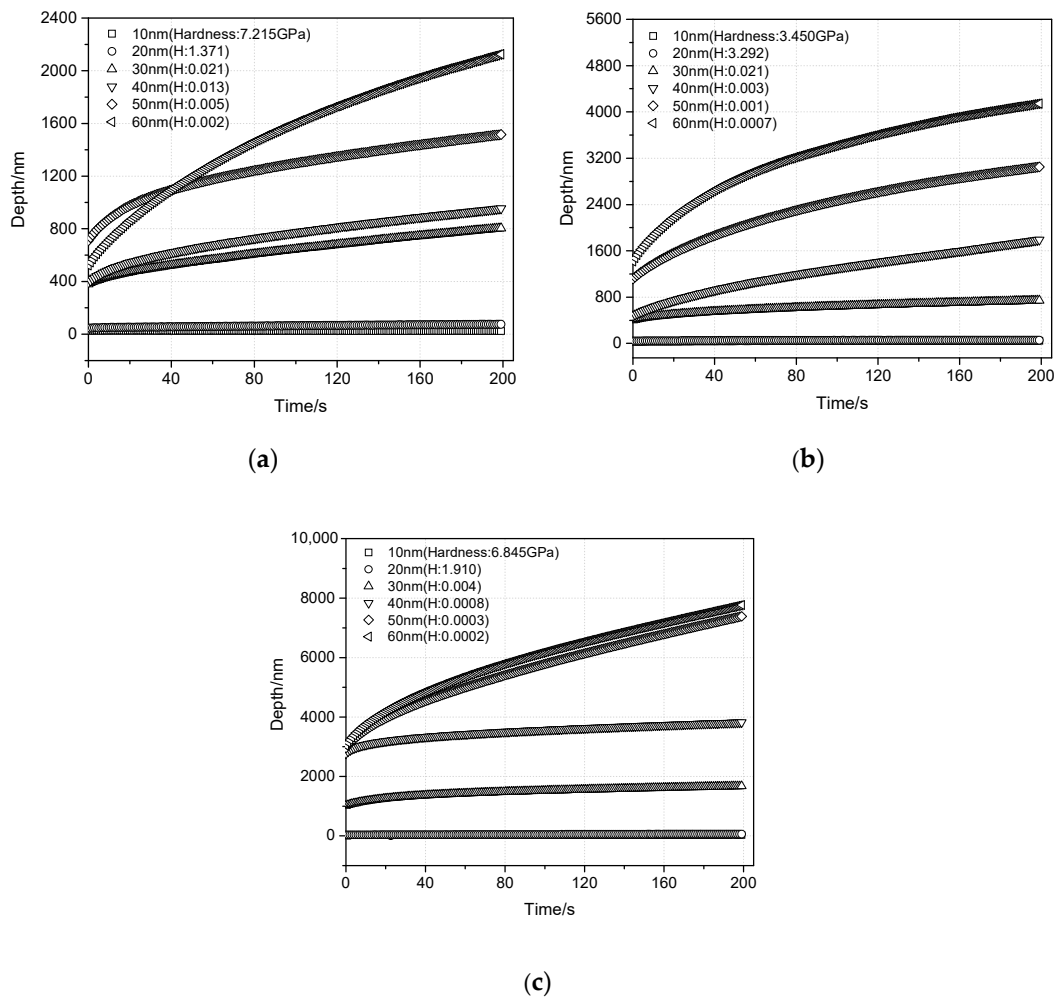 2400
2000
1600
1200
800
400
0
Depth/nm
10nm(Hardness:7.215GPa)
20nm(H:1.371)
30nm(H:0.021)
40nm(H:0.013)
50nm(H:0.005)
60nm(H:0.002)
0 40 80 120 160 200
Time/s
(a)
5600
4800
4000
3200
2400
1600
800
0
Depth/nm
10nm(Hardness:3.450GPa)
20nm(H:3.292)
30nm(H:0.021)
40nm(H:0.003)
50nm(H:0.001)
60nm(H:0.0007)
0 40 80 120 160 200
Time/s
(b)
10,000
8000
6000
4000
2000
0
Depth/nm
10nm(Hardness:6.845GPa)
20nm(H:1.910)
30nm(H:0.004)
40nm(H:0.0008)
50nm(H:0.0003)
60nm(H:0.0002)
0 40 80 120 160 200
Time/s
(c)